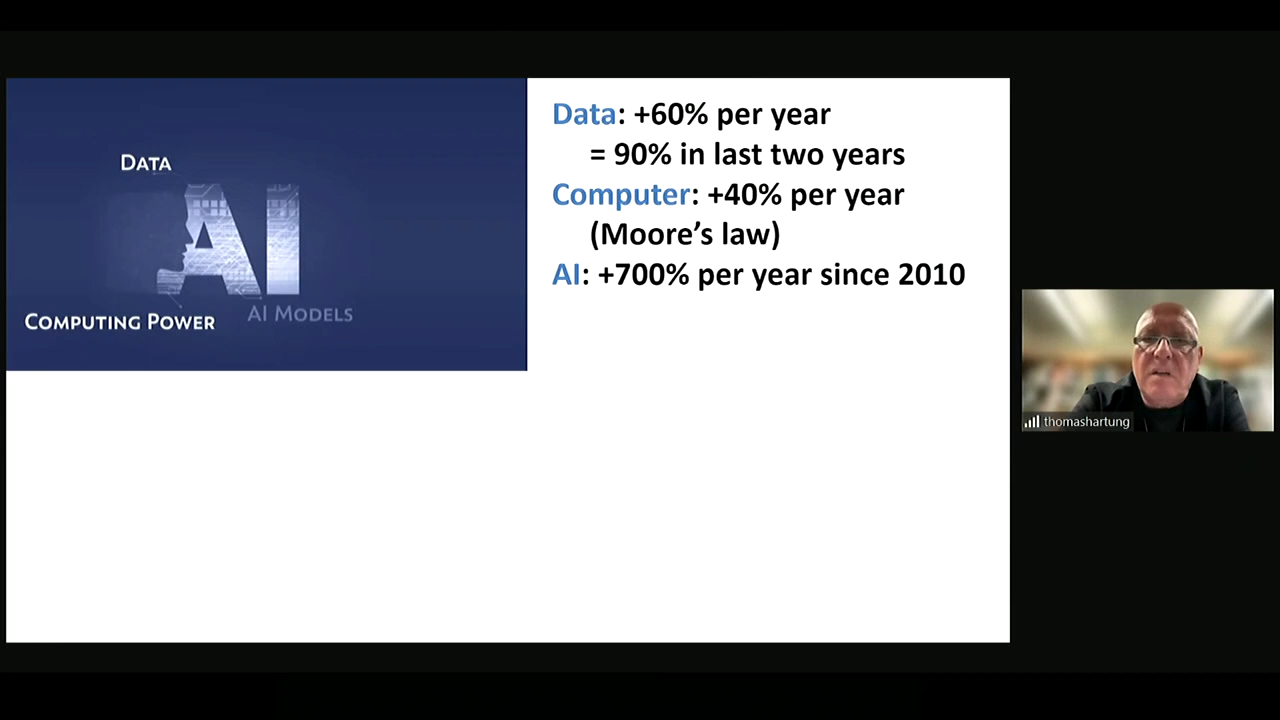 DATA
AI
COMPUTING POWER
AI MODELS
Data: +60% per year
= 90% in last two years
Computer: +40% per year
(Moore’s law)
AI: +700% per year since 2010
thomashartung